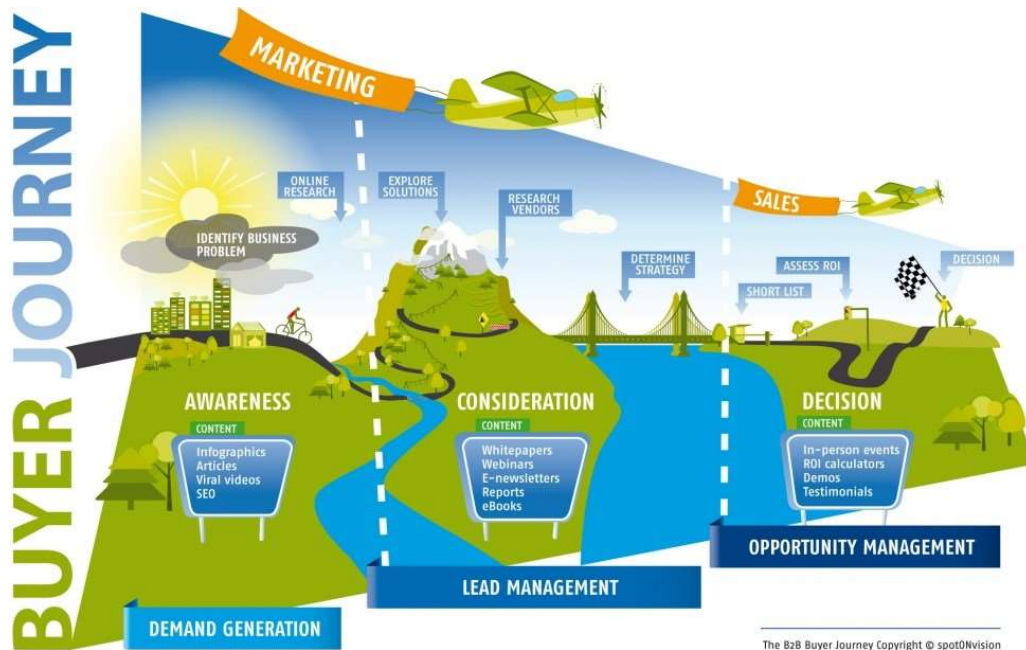 BUYER JOURNEY
MARKETING
SALES
ONLINE
RESEARCH
EXPLORE
SOLUTIONS
RESEARCH
VENDORS
IDENTIFY BUSINESS
PROBLEM
DETERMINE
STRATEGY
ASSESS ROI
DECISION
SHORT LIST
AWARENESS
CONTENT
Infographics
Articles
Viral videos
SEO
CONSIDERATION
CONTENT
Whitepapers
Webinars
E-newsletters
Reports
eBooks
DECISION
CONTENT
In-person events
ROI calculators
Demos
Testimonials
OPPORTUNITY MANAGEMENT
LEAD MANAGEMENT
DEMAND GENERATION
The B2B Buyer Journey Copyright © spotONvision